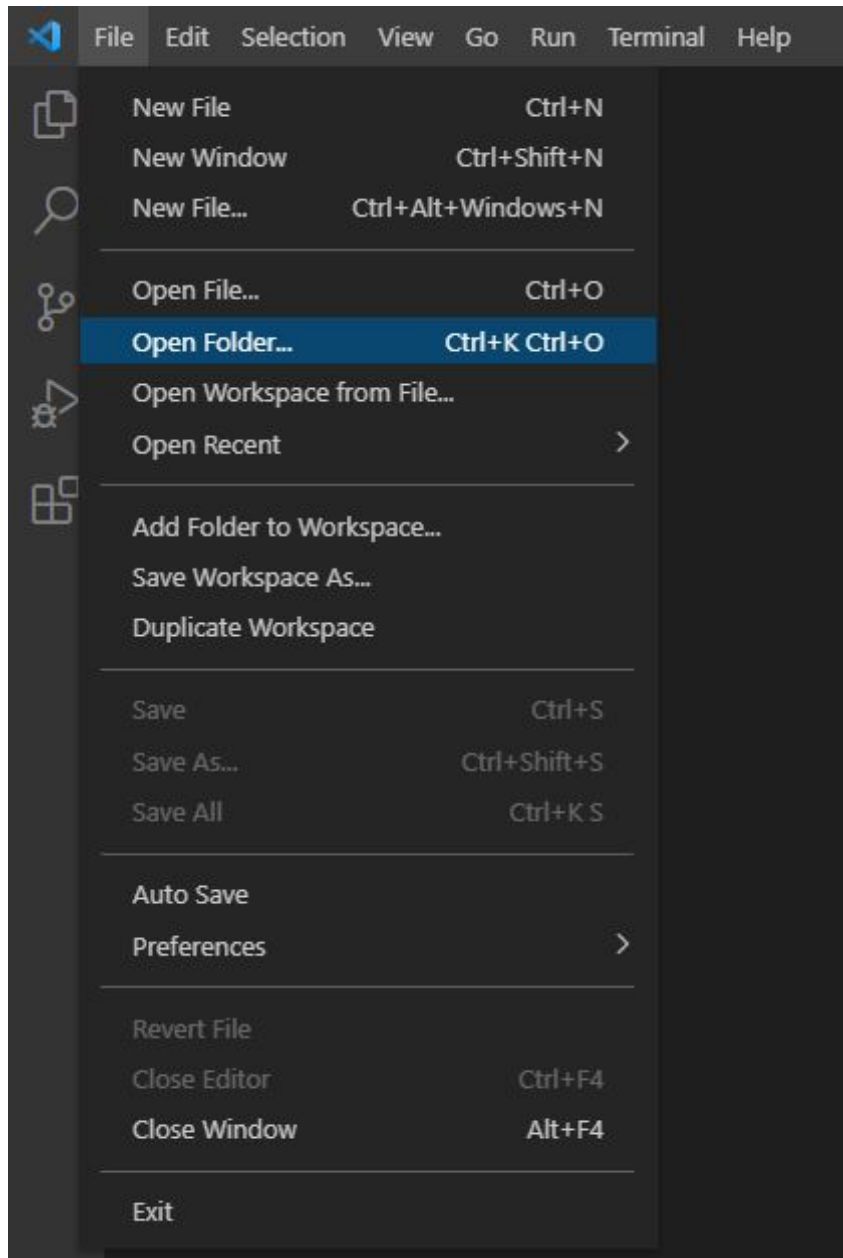 File Edit Selection View Go Run Terminal Help
New File Ctrl+N
New Window Ctrl+Shift+N
New File... Ctrl+Alt+Windows+N
Open File... Ctrl+O
Open Folder... Ctrl+K Ctrl+O
Open Workspace from File...
Open Recent
Add Folder to Workspace...
Save Workspace As...
Duplicate Workspace
Save Ctrl+S
Save As... Ctrl+Shift+S
Save All Ctrl+K S
Auto Save
Preferences
Revert File
Close Editor Ctrl+F4
Close Window Alt+F4
Exit